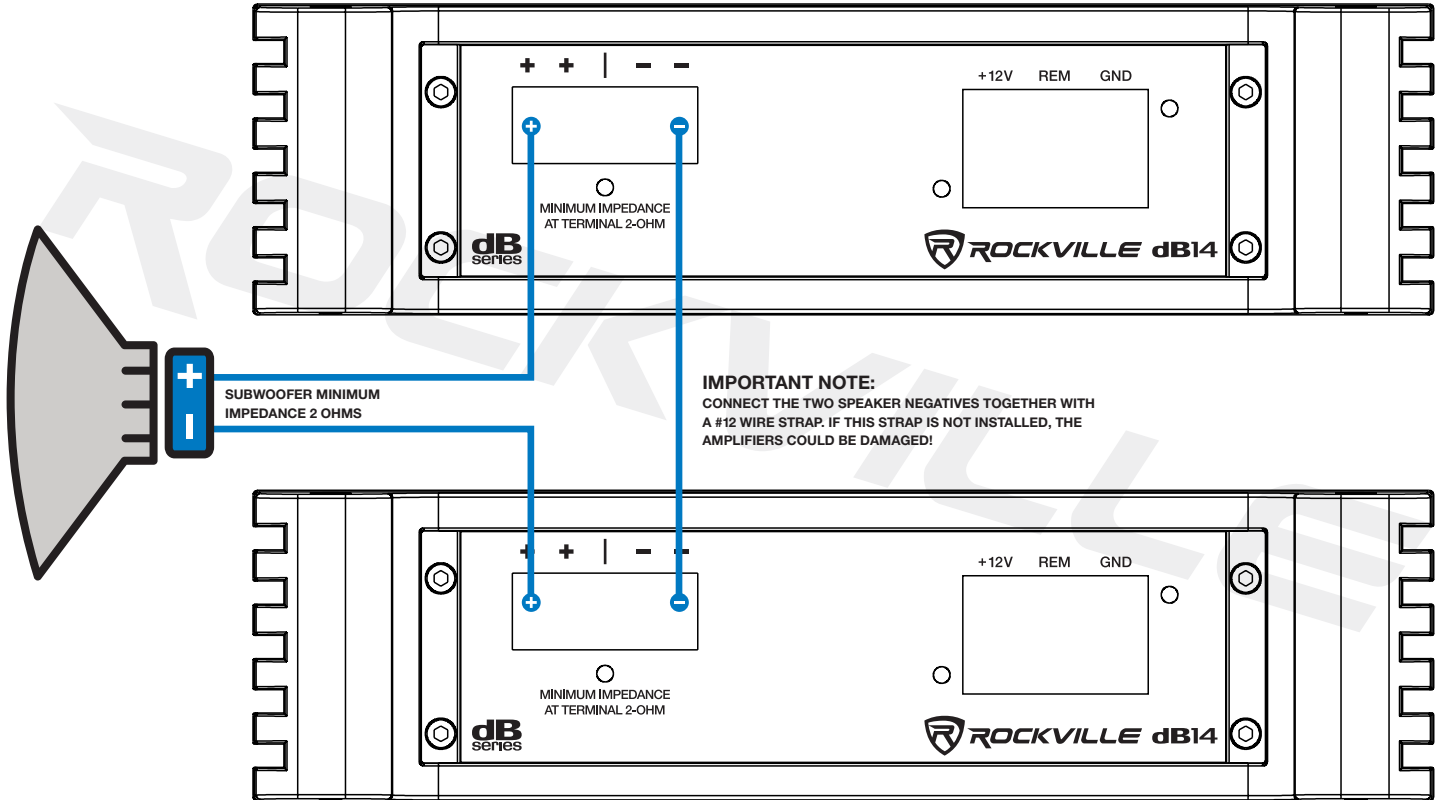 + + | - -
+12V REM GND
+
-
MINIMUM IMPEDANCE
AT TERMINAL 2-OHM
dB
series
R ROCKVILLE dB14
ROCKVILLE
+
-
SUBWOOFER MINIMUM
IMPEDANCE 2 OHMS
IMPORTANT NOTE:
CONNECT THE TWO SPEAKER NEGATIVES TOGETHER WITH
A #12 WIRE STRAP. IF THIS STRAP IS NOT INSTALLED, THE
AMPLIFIERS COULD BE DAMAGED!
+ + | - -
+12V REM GND
+
-
MINIMUM IMPEDANCE
AT TERMINAL 2-OHM
dB
series
R ROCKVILLE dB14